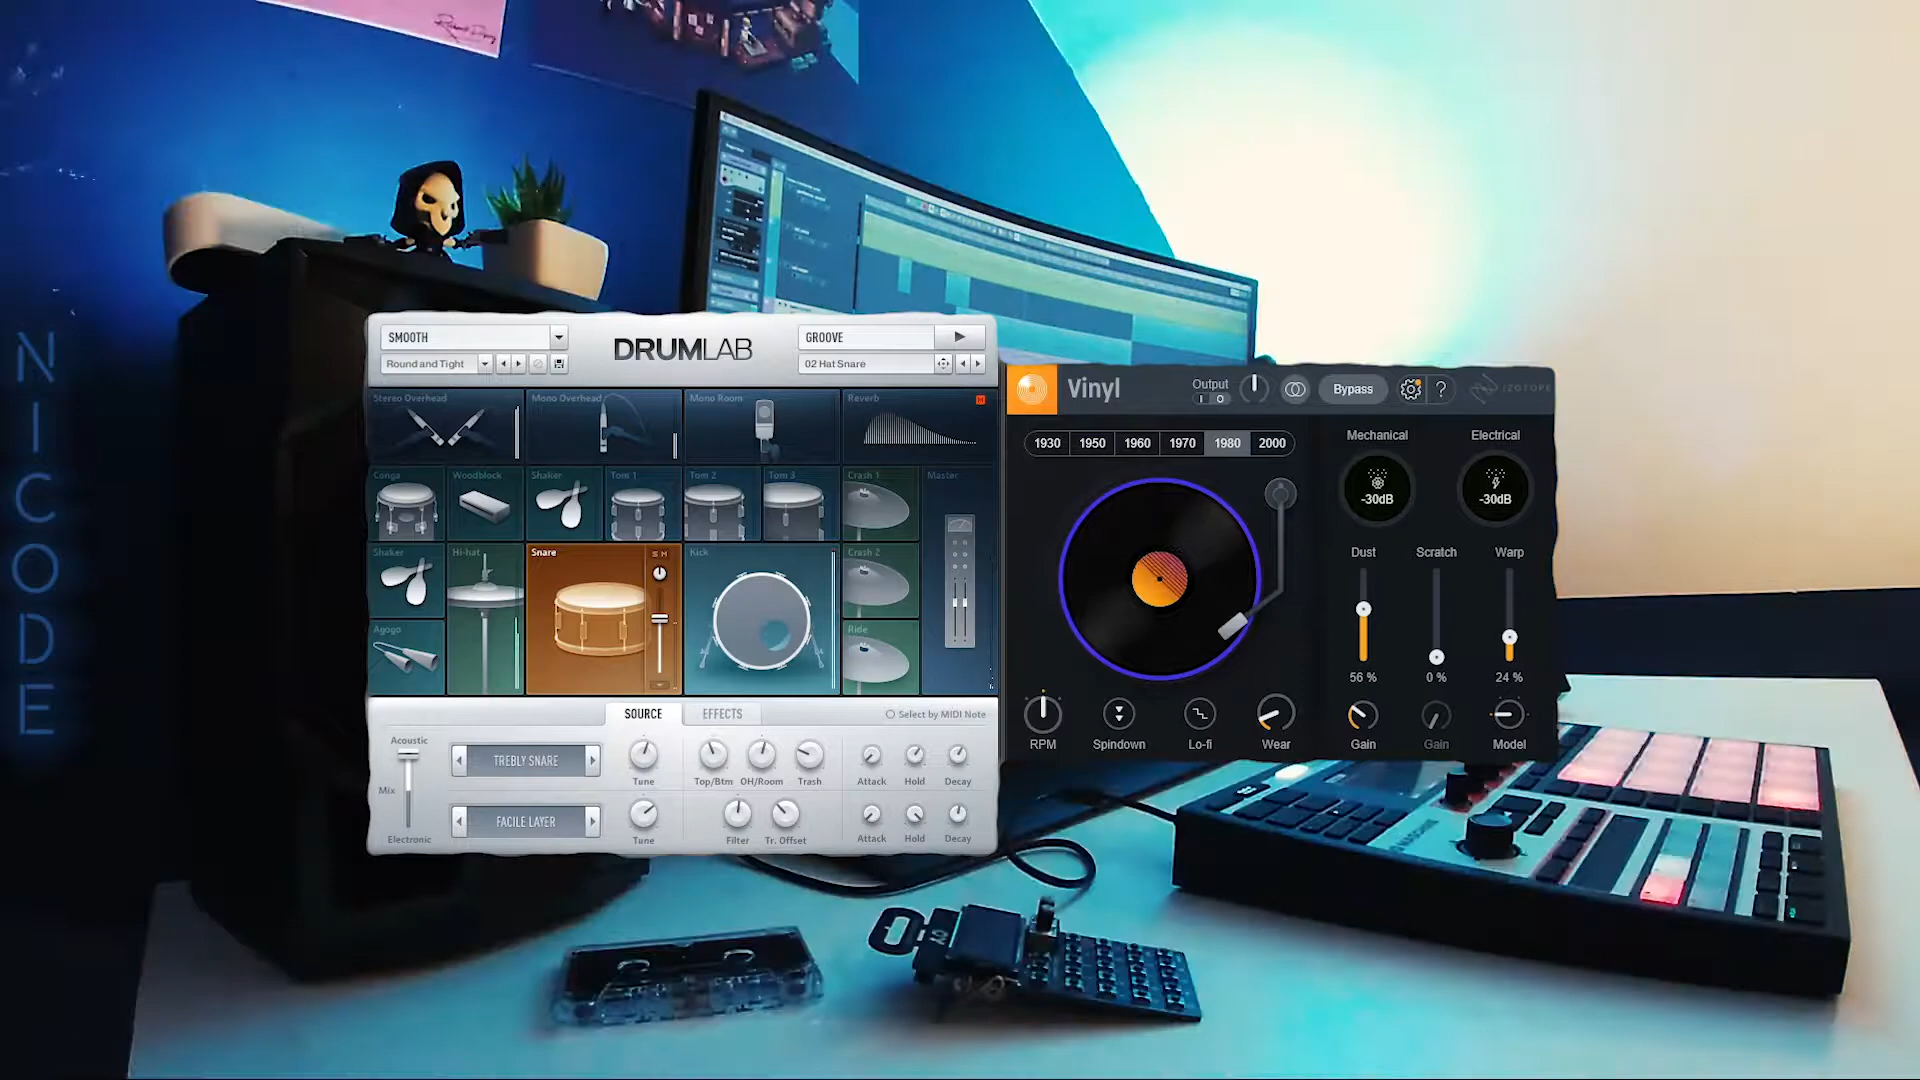 NICODE
SMOOTH
Round and Tight
DRUMLAB
GROOVE
02 Hat Snare
Stereo Overhead
Mono Overhead
Mono Room
Reverb
M
Conga
Woodblock
Shaker
Tom 1
Tom 2
Tom 3
Crash 1
Master
Shaker
Hi-hat
Snare
S M
Kick
Crash 2
Agogo
Ride
SOURCE
EFFECTS
Select by MIDI Note
Acoustic
Mix
Electronic
TREBLY SNARE
Tune
Top/Btm
OH/Room
Trash
Attack
Hold
Decay
FACILE LAYER
Tune
Filter
Tr. Offset
Attack
Hold
Decay
Vinyl
Output
I O
Bypass
?
IZOTOPE
1930 1950 1960 1970 1980 2000
Mechanical
Electrical
-30dB
-30dB
Dust
Scratch
Warp
56 %
0 %
24 %
RPM
Spindown
Lo-fi
Wear
Gain
Gain
Model
MASCHINE